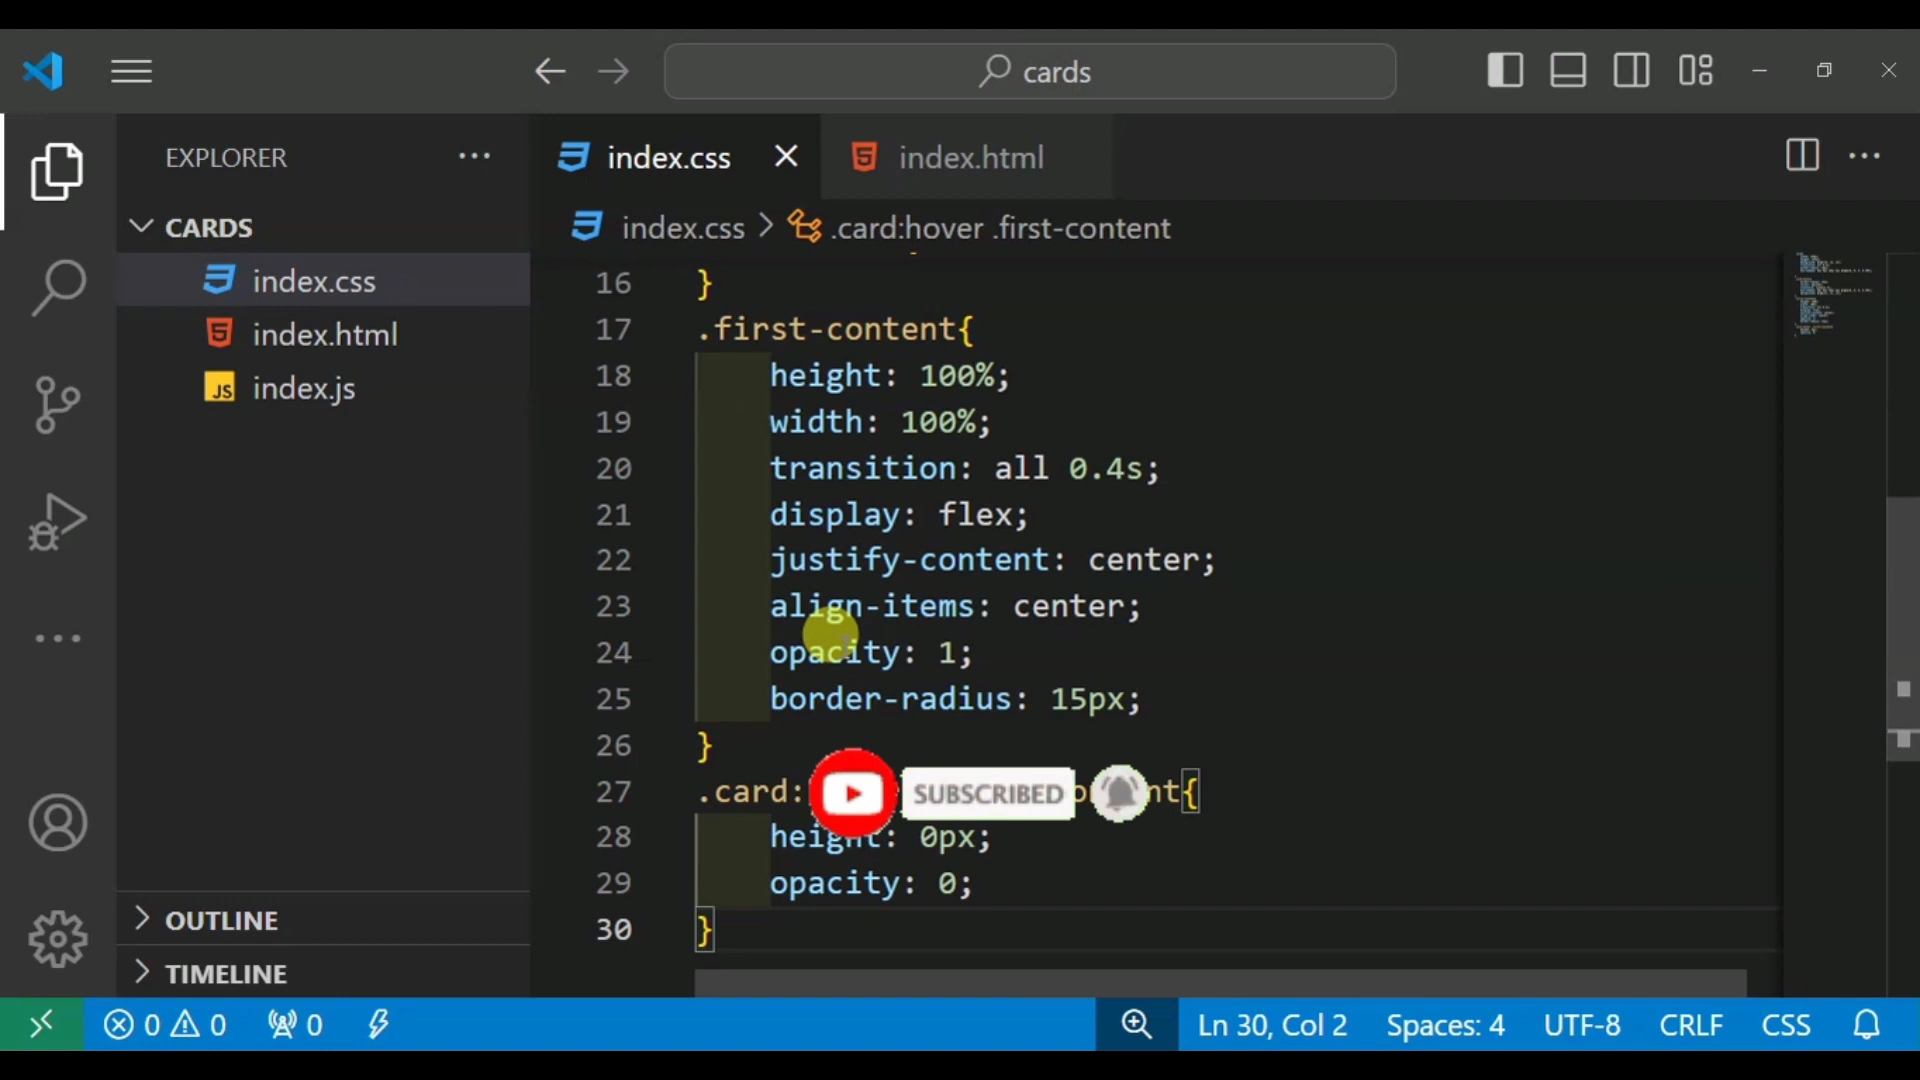 cards
EXPLORER
index.css
index.html
CARDS
index.css > .card:hover .first-content
index.css
index.html
JS index.js
16 }
17 .first-content{
18 height: 100%;
19 width: 100%;
20 transition: all 0.4s;
21 display: flex;
22 justify-content: center;
23 align-items: center;
24 opacity: 1;
25 border-radius: 15px;
26 }
27 .card: SUBSCRIBED nt{
28 height: 0px;
29 opacity: 0;
30 }
OUTLINE
TIMELINE
0 0 0 Ln 30, Col 2 Spaces: 4 UTF-8 CRLF CSS